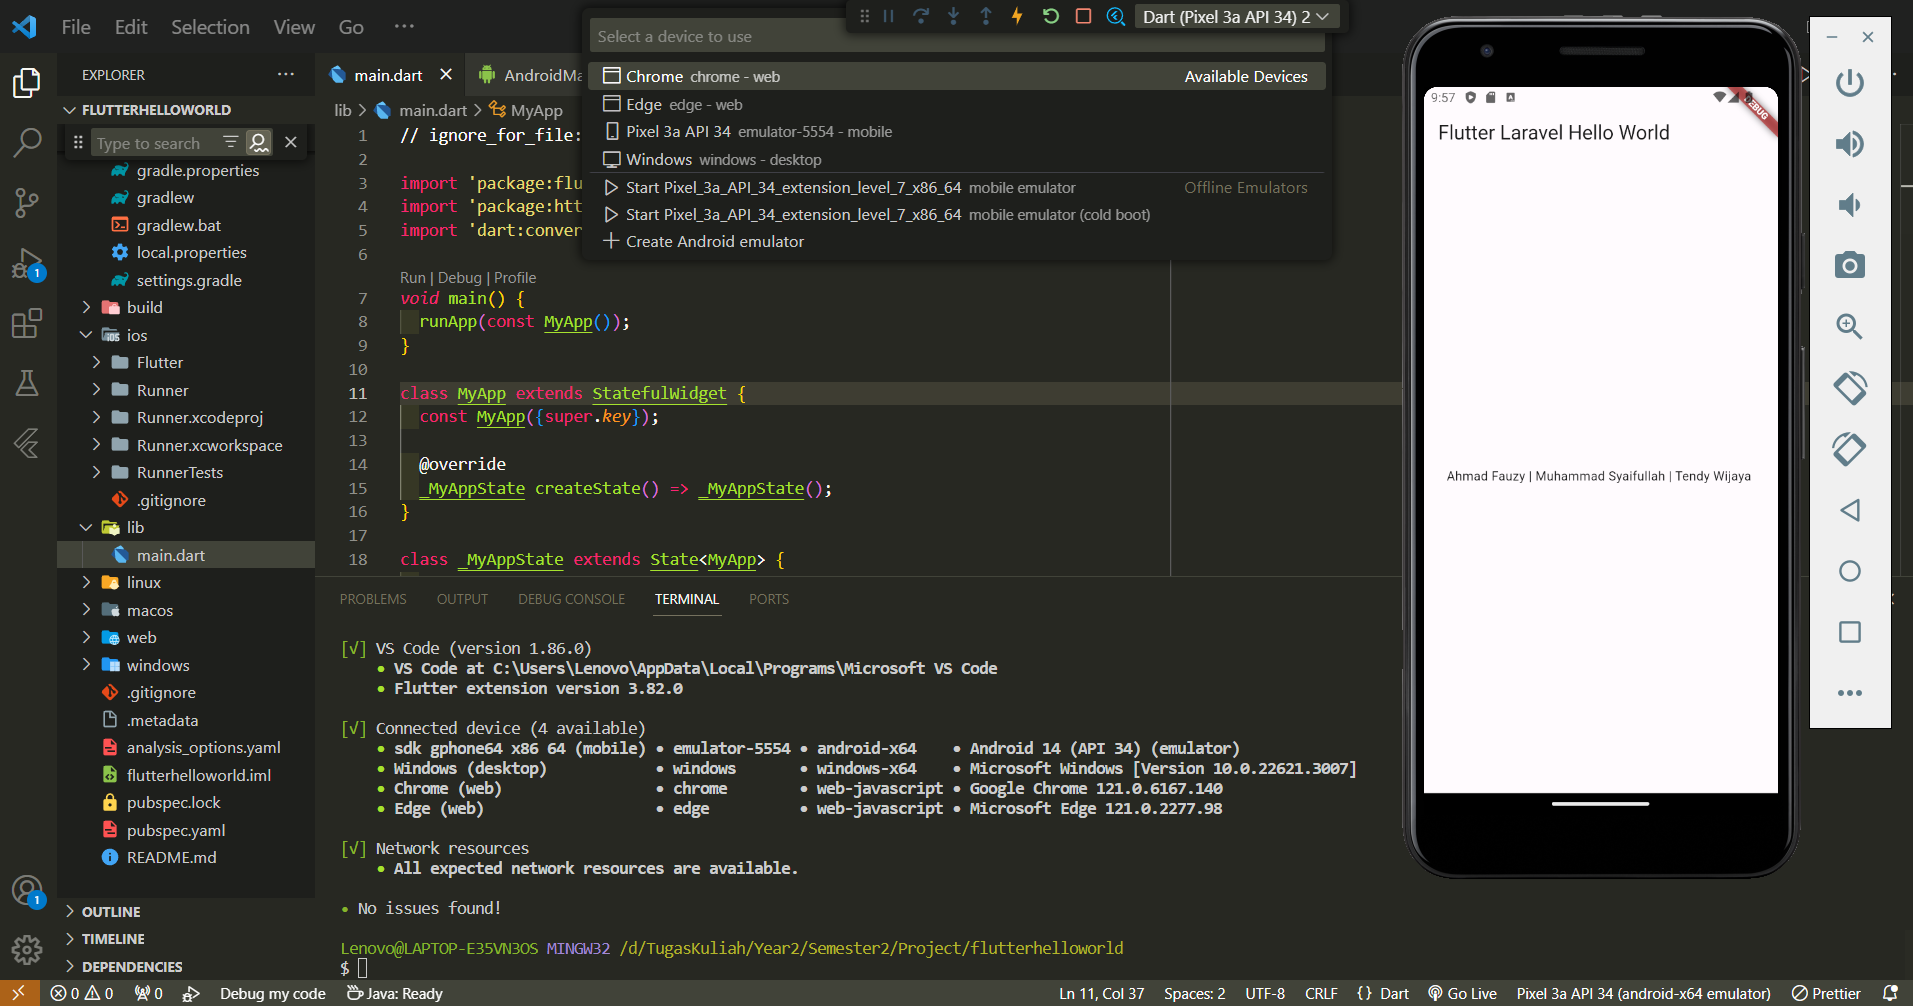 File Edit Selection View Go ···
Dart (Pixel 3a API 34) 2
Select a device to use
Chrome chrome - web Available Devices
Edge edge - web
Pixel 3a API 34 emulator-5554 - mobile
Windows windows - desktop
Start Pixel_3a_API_34_extension_level_7_x86_64 mobile emulator Offline Emulators
Start Pixel_3a_API_34_extension_level_7_x86_64 mobile emulator (cold boot)
Create Android emulator
EXPLORER ···
FLUTTERHELLOWORLD
Type to search
gradle.properties
gradlew
gradlew.bat
local.properties
settings.gradle
build
ios
Flutter
Runner
Runner.xcodeproj
Runner.xcworkspace
RunnerTests
.gitignore
lib
main.dart
linux
macos
web
windows
.gitignore
.metadata
analysis_options.yaml
flutterhelloworld.iml
pubspec.lock
pubspec.yaml
README.md
OUTLINE
TIMELINE
DEPENDENCIES
1
1
main.dart
AndroidMa
lib > main.dart > MyApp
1 // ignore_for_file:
2
3 import 'package:flu
4 import 'package:htt
5 import 'dart:conver
6
Run | Debug | Profile
7 void main() {
8 runApp(const MyApp());
9 }
10
11 class MyApp extends StatefulWidget {
12 const MyApp({super.key});
13
14 @override
15 _MyAppState createState() => _MyAppState();
16 }
17
18 class _MyAppState extends State<MyApp> {
PROBLEMS OUTPUT DEBUG CONSOLE TERMINAL PORTS
[√] VS Code (version 1.86.0)
• VS Code at C:\Users\Lenovo\AppData\Local\Programs\Microsoft VS Code
• Flutter extension version 3.82.0
[√] Connected device (4 available)
• sdk gphone64 x86 64 (mobile) • emulator-5554 • android-x64 • Android 14 (API 34) (emulator)
• Windows (desktop) • windows • windows-x64 • Microsoft Windows [Version 10.0.22621.3007]
• Chrome (web) • chrome • web-javascript • Google Chrome 121.0.6167.140
• Edge (web) • edge • web-javascript • Microsoft Edge 121.0.2277.98
[√] Network resources
• All expected network resources are available.
• No issues found!
Lenovo@LAPTOP-E35VN3OS MINGW32 /d/TugasKuliah/Year2/Semester2/Project/flutterhelloworld
$
9:57
Flutter Laravel Hello World
Ahmad Fauzy | Muhammad Syaifullah | Tendy Wijaya
0 0 0 Debug my code Java: Ready Ln 11, Col 37 Spaces: 2 UTF-8 CRLF {} Dart Go Live Pixel 3a API 34 (android-x64 emulator) Prettier